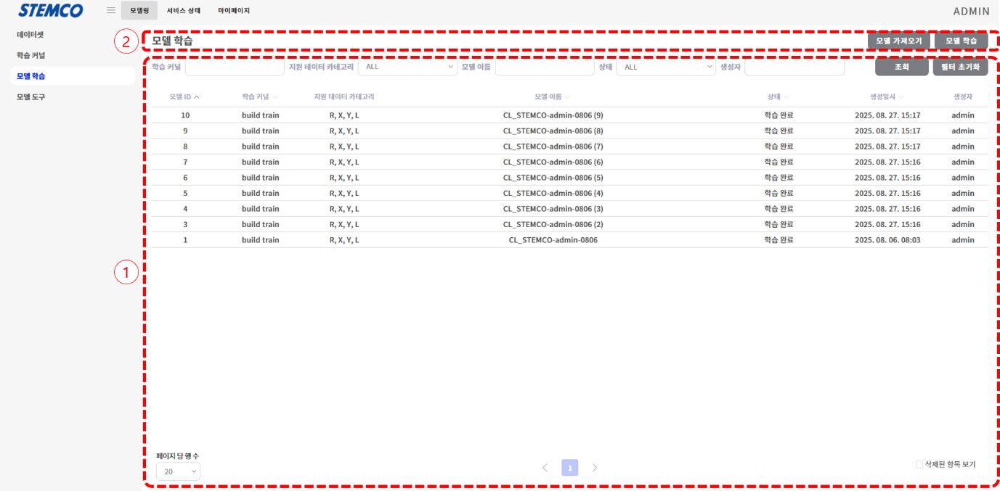 STEMCO 모델링 서비스 상태 마이페이지 ADMIN
데이터셋
학습 커널
모델 학습
모델 도구
② 모델 학습 모델 가져오기 모델 학습
학습 커널 지원 데이터 카테고리 ALL 모델 이름 상태 ALL 생성자 조회 필터 초기화
모델 ID 학습 커널 지원 데이터 카테고리 모델 이름 상태 생성일시 생성자
10 build train R, X, Y, L CL_STEMCO-admin-0806 (9) 학습 완료 2025. 08. 27. 15:17 admin
9 build train R, X, Y, L CL_STEMCO-admin-0806 (8) 학습 완료 2025. 08. 27. 15:17 admin
8 build train R, X, Y, L CL_STEMCO-admin-0806 (7) 학습 완료 2025. 08. 27. 15:17 admin
7 build train R, X, Y, L CL_STEMCO-admin-0806 (6) 학습 완료 2025. 08. 27. 15:16 admin
6 build train R, X, Y, L CL_STEMCO-admin-0806 (5) 학습 완료 2025. 08. 27. 15:16 admin
5 build train R, X, Y, L CL_STEMCO-admin-0806 (4) 학습 완료 2025. 08. 27. 15:16 admin
4 build train R, X, Y, L CL_STEMCO-admin-0806 (3) 학습 완료 2025. 08. 27. 15:16 admin
3 build train R, X, Y, L CL_STEMCO-admin-0806 (2) 학습 완료 2025. 08. 27. 15:16 admin
1 build train R, X, Y, L CL_STEMCO-admin-0806 학습 완료 2025. 08. 06. 08:03 admin
①
페이지 당 행 수
20 1 삭제된 항목 보기